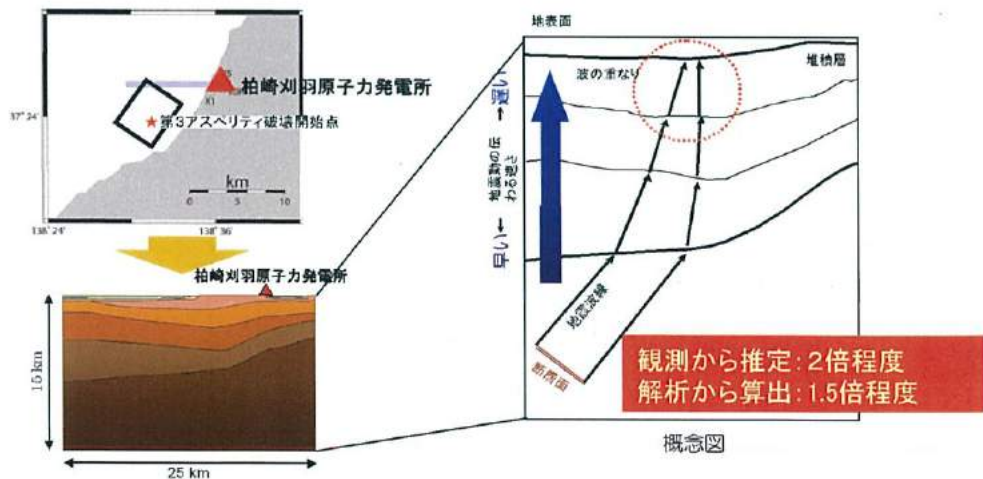 柏崎刈羽原子力発電所
★第3アスペリティ破壊開始点
37° 24'
km
0 5 10
138° 24' 138° 36'
柏崎刈羽原子力発電所
15 km
25 km
地表面
堆積層
波の重なり
早い←地震動の伝わる速さ→遅い
地震波線
断層面
観測から推定:2倍程度
解析から算出:1.5倍程度
概念図